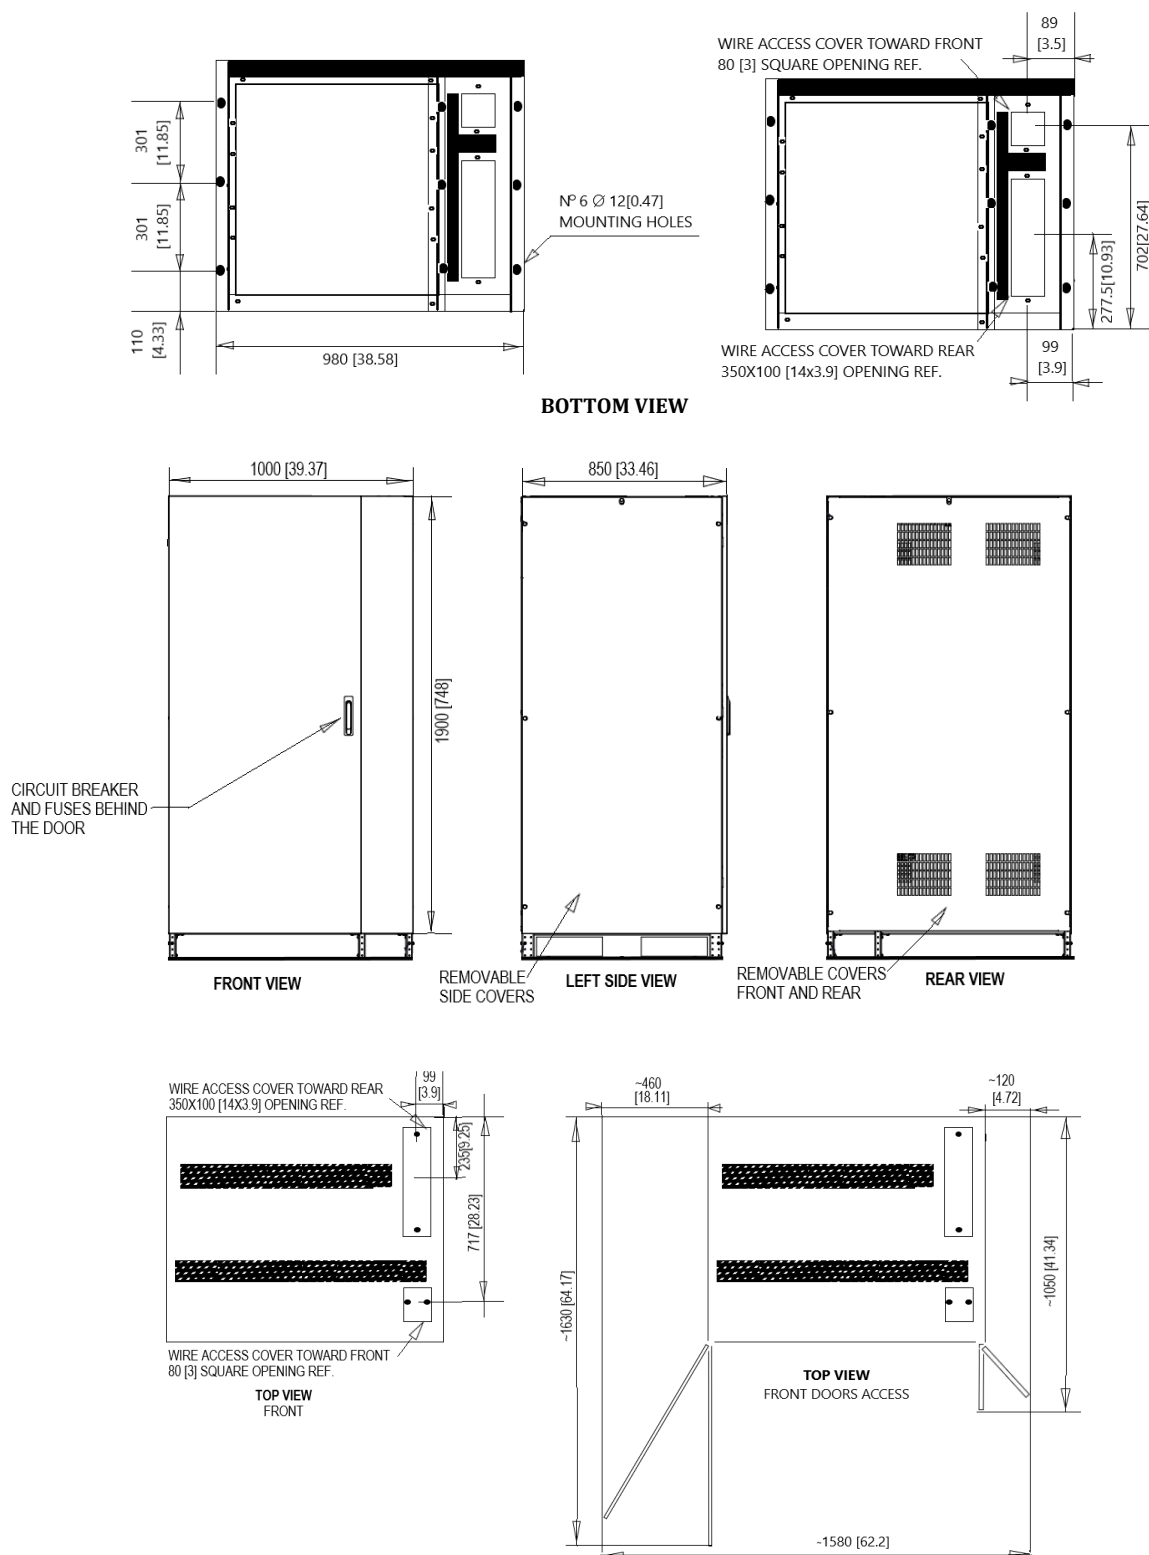 89
[3.5]
WIRE ACCESS COVER TOWARD FRONT
80 [3] SQUARE OPENING REF.
301
[11.85]
301
[11.85]
110
[4.33]
980 [38.58]
Nº 6 Ø 12[0.47]
MOUNTING HOLES
702[27.64]
277.5[10.93]
WIRE ACCESS COVER TOWARD REAR
350X100 [14x3.9] OPENING REF.
99
[3.9]
BOTTOM VIEW
1000 [39.37]
850 [33.46]
1900 [748]
CIRCUIT BREAKER
AND FUSES BEHIND
THE DOOR
FRONT VIEW
REMOVABLE
SIDE COVERS
LEFT SIDE VIEW
REMOVABLE COVERS
FRONT AND REAR
REAR VIEW
WIRE ACCESS COVER TOWARD REAR
350X100 [14X3.9] OPENING REF.
99
[3.9]
235[9.25]
717 [28.23]
WIRE ACCESS COVER TOWARD FRONT
80 [3] SQUARE OPENING REF.
TOP VIEW
FRONT
~460
[18.11]
~120
[4.72]
~1630 [64.17]
~1050 [41.34]
TOP VIEW
FRONT DOORS ACCESS
~1580 [62.2]